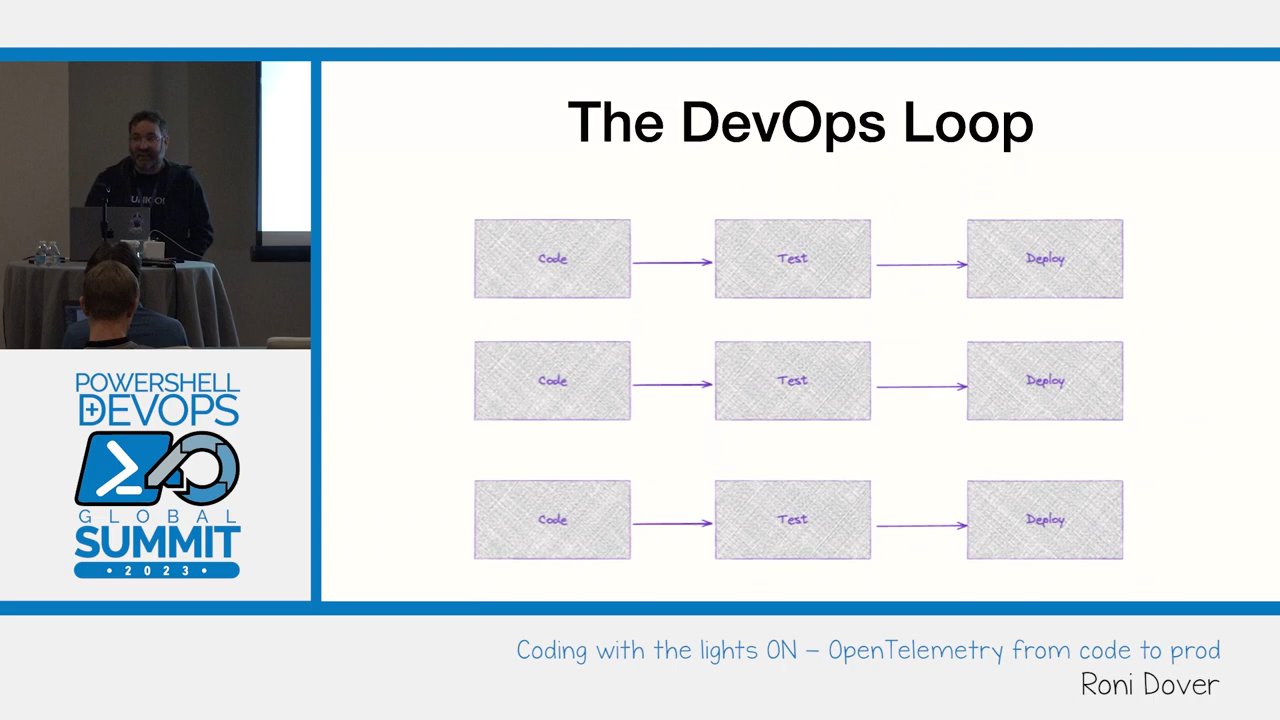 The DevOps Loop
Code Test Deploy
Code Test Deploy
Code Test Deploy
POWERSHELL
+DEVOPS
GLOBAL
SUMMIT
• 2023 •
Coding with the lights ON – OpenTelemetry from code to prod
Roni Dover